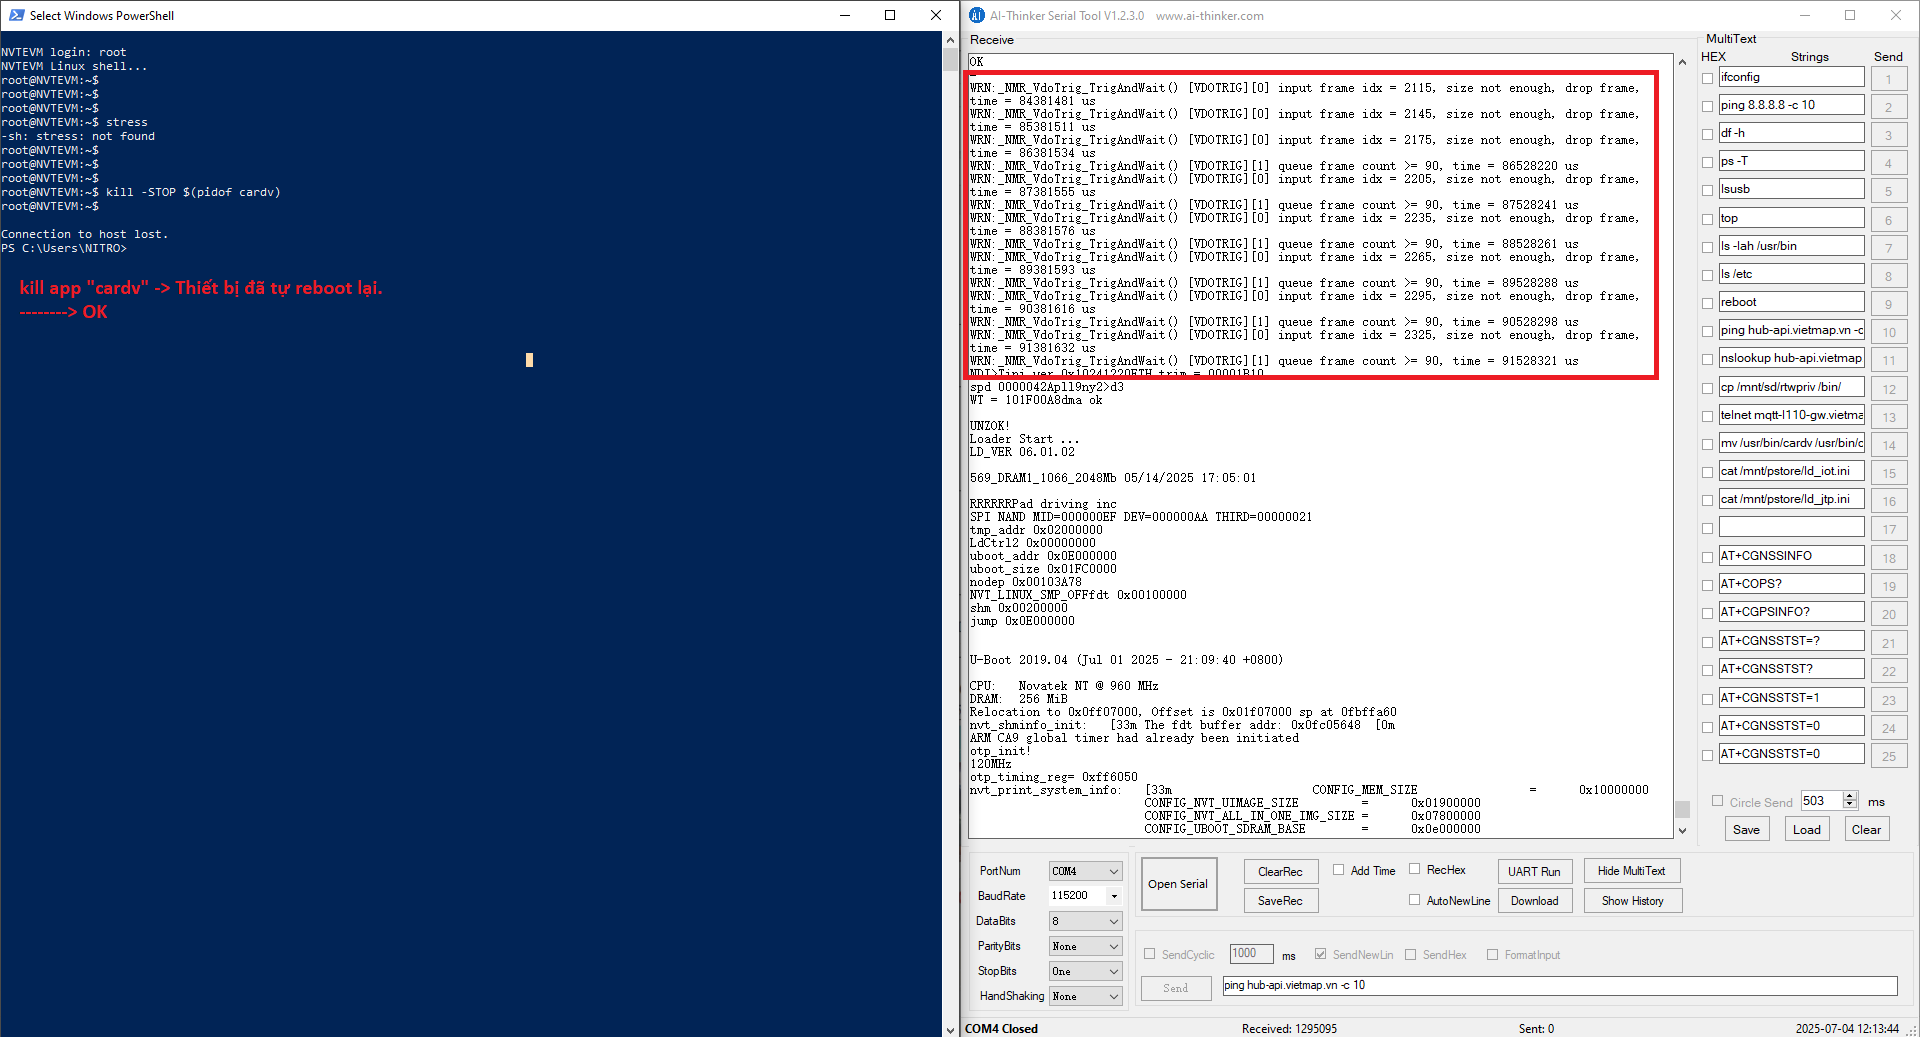 Select Windows PowerShell
NVTEVM login: root
NVTEVM Linux shell...
root@NVTEVM:~$
root@NVTEVM:~$
root@NVTEVM:~$
root@NVTEVM:~$ stress
-sh: stress: not found
root@NVTEVM:~$
root@NVTEVM:~$
root@NVTEVM:~$
root@NVTEVM:~$ kill -STOP $(pidof cardv)
root@NVTEVM:~$
Connection to host lost.
PS C:\Users\NITRO>
kill app "cardv" -> Thiết bị đã tự reboot lại.
--------> OK
AI-Thinker Serial Tool V1.2.3.0 www.ai-thinker.com
Receive
OK
WRN:_NMR_VdoTrig_TrigAndWait() [VDOTRIG][0] input frame idx = 2115, size not enough, drop frame,
time = 84381481 us
WRN:_NMR_VdoTrig_TrigAndWait() [VDOTRIG][0] input frame idx = 2145, size not enough, drop frame,
time = 85381511 us
WRN:_NMR_VdoTrig_TrigAndWait() [VDOTRIG][0] input frame idx = 2175, size not enough, drop frame,
time = 86381534 us
WRN:_NMR_VdoTrig_TrigAndWait() [VDOTRIG][1] queue frame count >= 90, time = 86528220 us
WRN:_NMR_VdoTrig_TrigAndWait() [VDOTRIG][0] input frame idx = 2205, size not enough, drop frame,
time = 87381555 us
WRN:_NMR_VdoTrig_TrigAndWait() [VDOTRIG][1] queue frame count >= 90, time = 87528241 us
WRN:_NMR_VdoTrig_TrigAndWait() [VDOTRIG][0] input frame idx = 2235, size not enough, drop frame,
time = 88381576 us
WRN:_NMR_VdoTrig_TrigAndWait() [VDOTRIG][1] queue frame count >= 90, time = 88528261 us
WRN:_NMR_VdoTrig_TrigAndWait() [VDOTRIG][0] input frame idx = 2265, size not enough, drop frame,
time = 89381593 us
WRN:_NMR_VdoTrig_TrigAndWait() [VDOTRIG][1] queue frame count >= 90, time = 89528288 us
WRN:_NMR_VdoTrig_TrigAndWait() [VDOTRIG][0] input frame idx = 2295, size not enough, drop frame,
time = 90381616 us
WRN:_NMR_VdoTrig_TrigAndWait() [VDOTRIG][1] queue frame count >= 90, time = 90528298 us
WRN:_NMR_VdoTrig_TrigAndWait() [VDOTRIG][0] input frame idx = 2325, size not enough, drop frame,
time = 91381632 us
WRN:_NMR_VdoTrig_TrigAndWait() [VDOTRIG][1] queue frame count >= 90, time = 91528321 us
spd 0000042Apll9ny2>d3
WT = 101F00A8dma ok
UNZOK!
Loader Start ...
LD_VER 06.01.02
569_DRAM1_1066_2048Mb 05/14/2025 17:05:01
RRRRRRPad driving inc
SPI NAND MID=000000EF DEV=000000AA THIRD=00000021
tmp_addr 0x02000000
LdCtrl2 0x00000000
uboot_addr 0x0E000000
uboot_size 0x01FC0000
nodep 0x00103A78
NVT_LINUX_SMP_OFFfdt 0x00100000
shm 0x00200000
jump 0x0E000000
U-Boot 2019.04 (Jul 01 2025 - 21:09:40 +0800)
CPU: Novatek NT @ 960 MHz
DRAM: 256 MiB
Relocation to 0x0ff07000, Offset is 0x01f07000 sp at 0fbffa60
nvt_shminfo_init: [33m The fdt buffer addr: 0x0fc05648 [0m
ARM CA9 global timer had already been initiated
otp_init!
120MHz
otp_timing_reg= 0xff6050
nvt_print_system_info: [33m CONFIG_MEM_SIZE = 0x10000000
CONFIG_NVT_UIMAGE_SIZE = 0x01900000
CONFIG_NVT_ALL_IN_ONE_IMG_SIZE = 0x07800000
CONFIG_UBOOT_SDRAM_BASE = 0x0e000000
MultiText
HEX Strings Send
ifconfig 1
ping 8.8.8.8 -c 10 2
df -h 3
ps -T 4
lsusb 5
top 6
ls -lah /usr/bin 7
ls /etc 8
reboot 9
ping hub-api.vietmap.vn -c 10
nslookup hub-api.vietmap 11
cp /mnt/sd/rtwpriv /bin/ 12
telnet mqtt-l110-gw.vietma 13
mv /usr/bin/cardv /usr/bin/c 14
cat /mnt/pstore/ld_iot.ini 15
cat /mnt/pstore/ld_jtp.ini 16
17
AT+CGNSSINFO 18
AT+COPS? 19
AT+CGPSINFO? 20
AT+CGNSSTST=? 21
AT+CGNSSTST? 22
AT+CGNSSTST=1 23
AT+CGNSSTST=0 24
AT+CGNSSTST=0 25
Circle Send 503 ms
Save Load Clear
PortNum COM4
BaudRate 115200
DataBits 8
ParityBits None
StopBits One
HandShaking None
Open Serial
ClearRec Add Time RecHex UART Run Hide MultiText
SaveRec AutoNewLine Download Show History
SendCyclic 1000 ms SendNewLin SendHex FormatInput
Send ping hub-api.vietmap.vn -c 10
COM4 Closed Received: 1295095 Sent: 0 2025-07-04 12:13:44